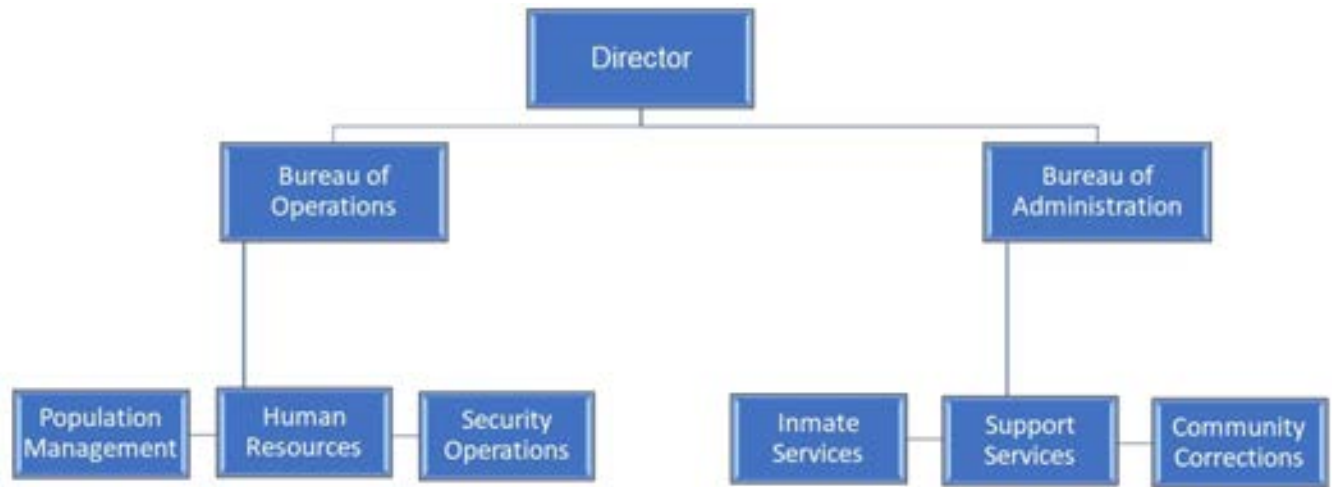 Director
Bureau of
Operations
Bureau of
Administration
Population
Management
Human
Resources
Security
Operations
Inmate
Services
Support
Services
Community
Corrections